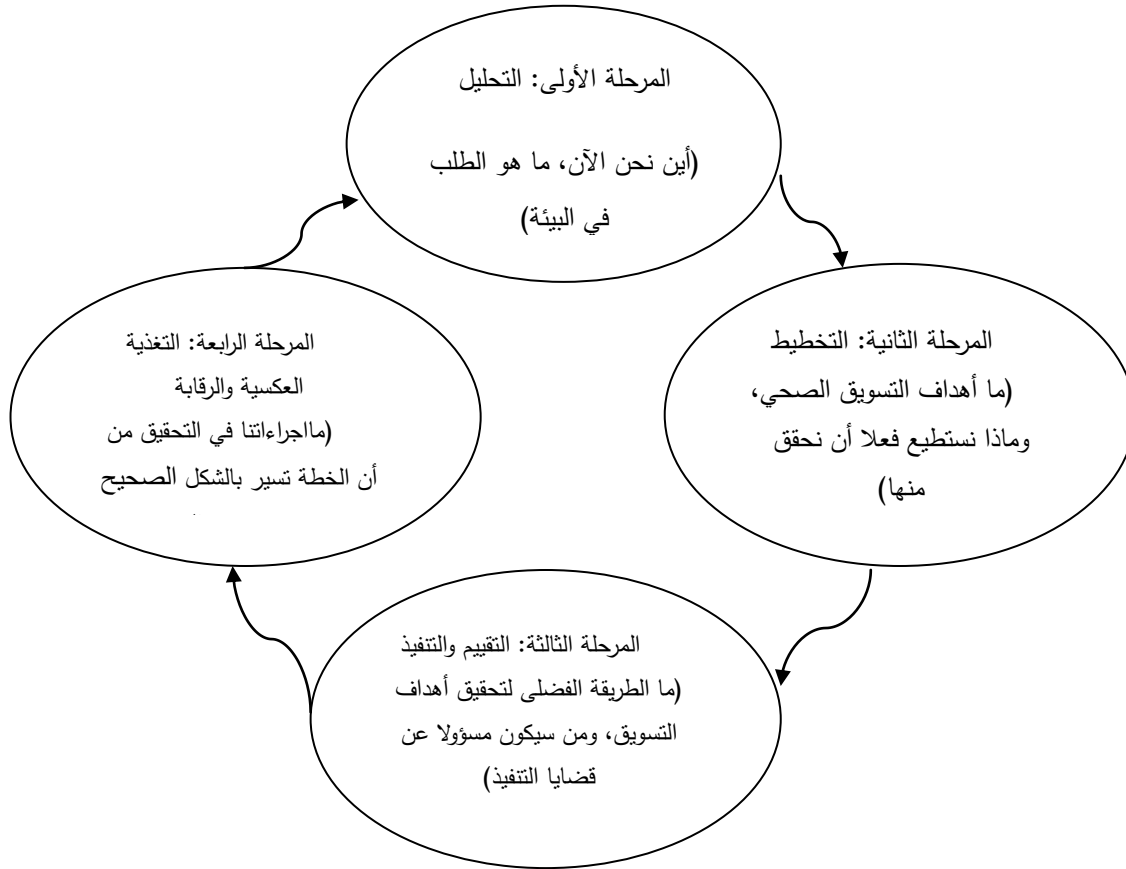 المرحلة الأولى: التحليل
(أين نحن الآن، ما هو الطلب
في البيئة)
المرحلة الثانية: التخطيط
(ما أهداف التسويق الصحي،
وماذا نستطيع فعلا أن نحقق
منها)
المرحلة الثالثة: التقييم والتنفيذ
(ما الطريقة الفضلى لتحقيق أهداف
التسويق، ومن سيكون مسؤولا عن
قضايا التنفيذ)
المرحلة الرابعة: التغذية
العكسية والرقابة
(مااجراءاتنا في التحقيق من
أن الخطة تسير بالشكل الصحيح